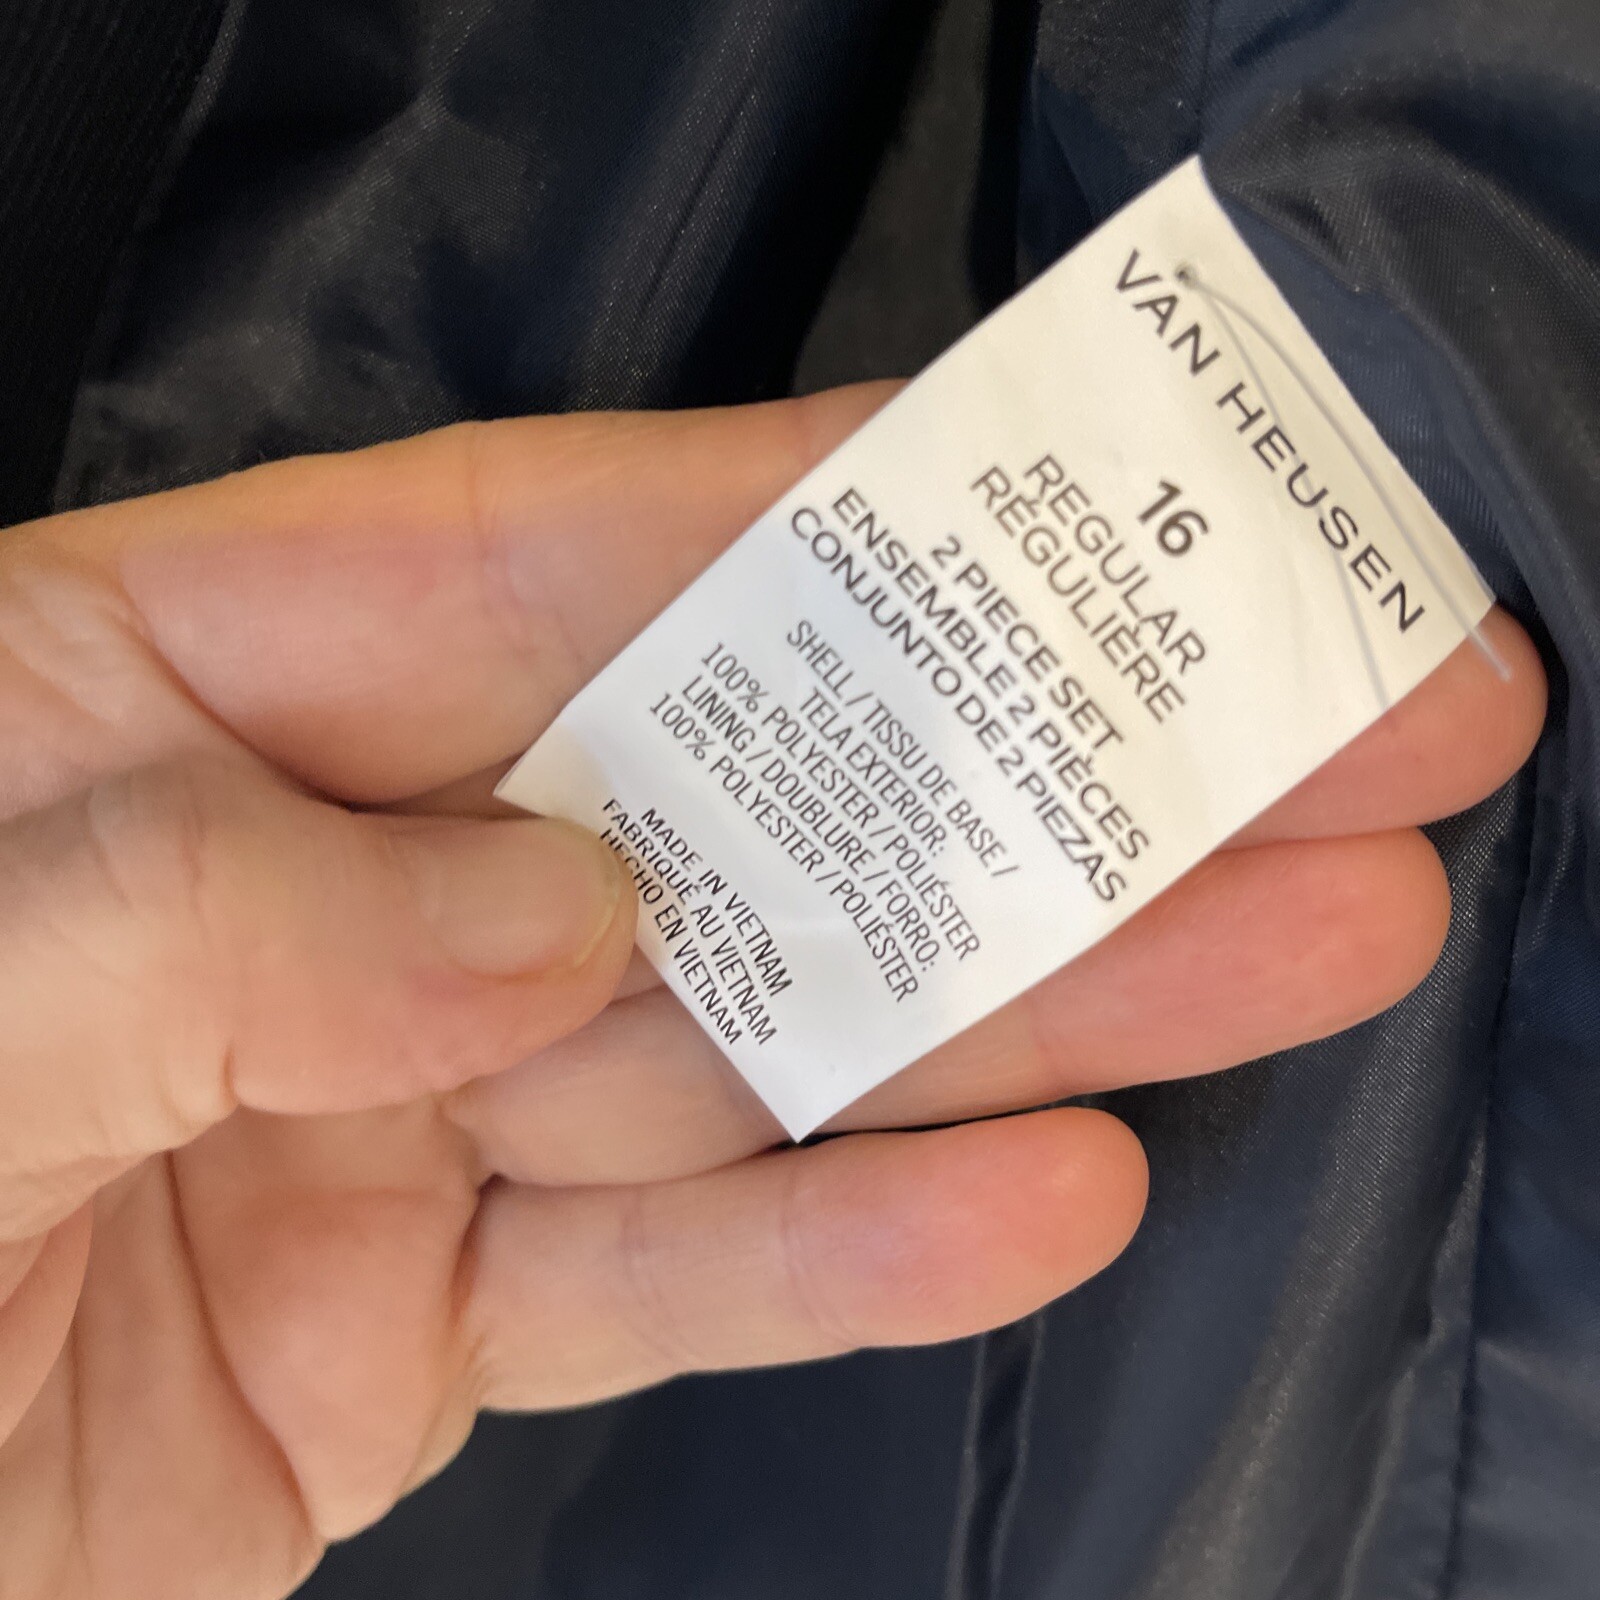 VAN HEUSEN
16
REGULAR
RÉGULIÈRE
2 PIECE SET
ENSEMBLE 2 PIÈCES
CONJUNTO DE 2 PIEZAS
SHELL / TISSU DE BASE /
TELA EXTERIOR:
100% POLYESTER / POLIÉSTER
LINING / DOUBLURE / FORRO:
100% POLYESTER / POLIÉSTER
MADE IN VIETNAM
FABRIQUÉ AU VIETNAM
HECHO EN VIETNAM